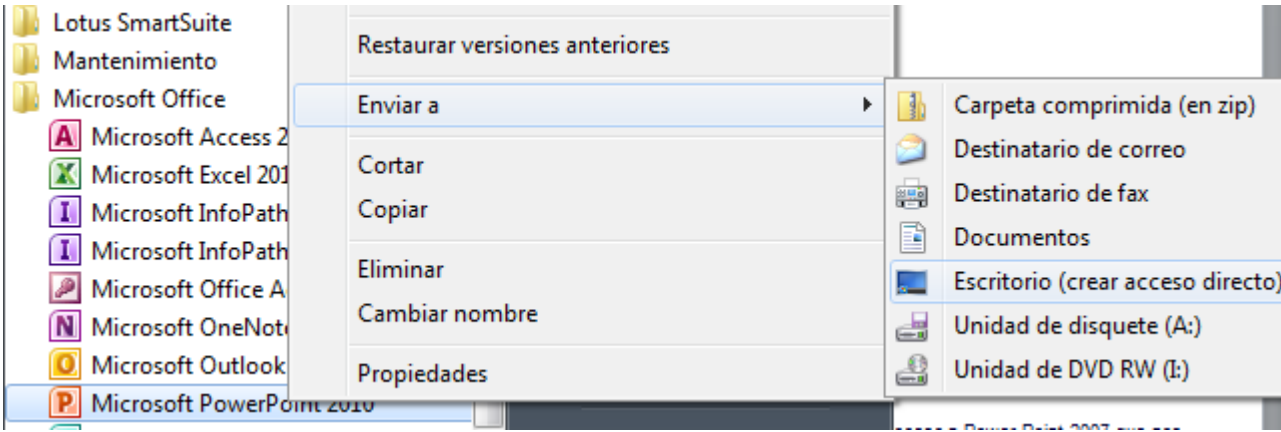 Lotus SmartSuite
Mantenimiento
Microsoft Office
Microsoft Access 2
Microsoft Excel 201
Microsoft InfoPath
Microsoft InfoPath
Microsoft Office A
Microsoft OneNot
Microsoft Outlook
Microsoft PowerPoint 2010
Restaurar versiones anteriores
Enviar a
Cortar
Copiar
Eliminar
Cambiar nombre
Propiedades
Carpeta comprimida (en zip)
Destinatario de correo
Destinatario de fax
Documentos
Escritorio (crear acceso directo)
Unidad de disquete (A:)
Unidad de DVD RW (I:)